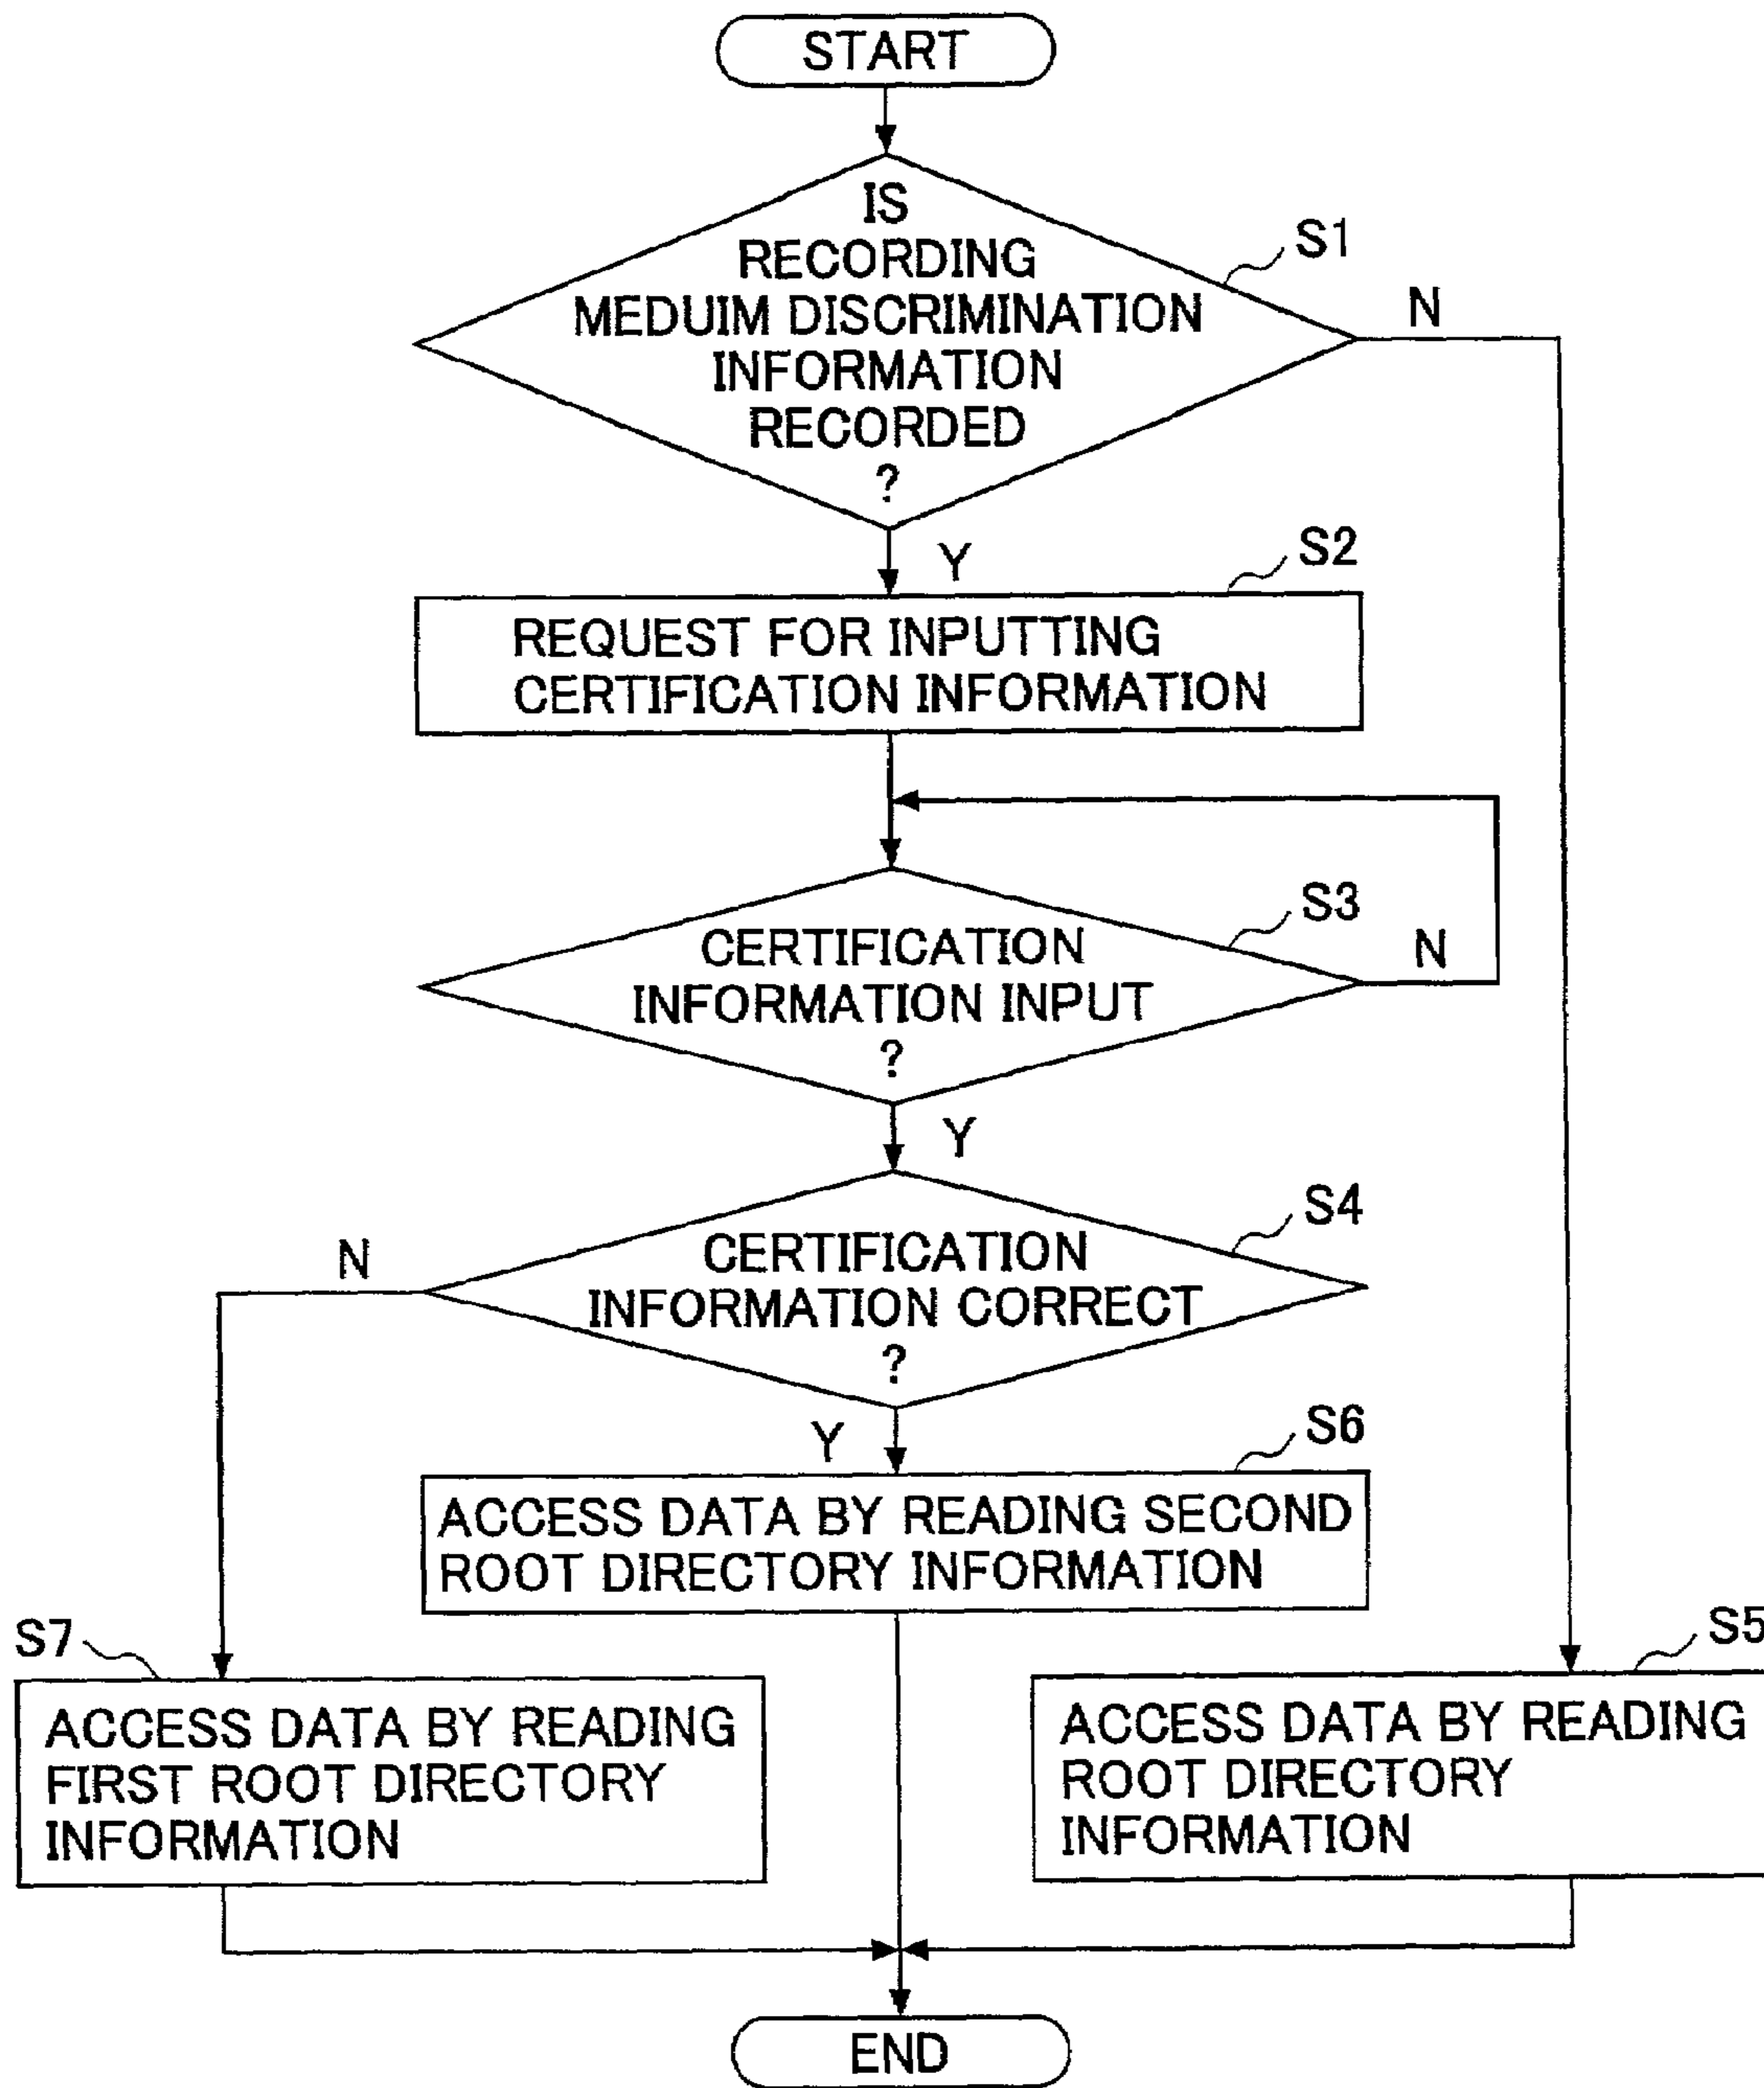 START
IS
RECORDING
MEDUIM DISCRIMINATION
INFORMATION
RECORDED
?
S1
N
Y
S2
REQUEST FOR INPUTTING
CERTIFICATION INFORMATION
S3
CERTIFICATION
INFORMATION INPUT
?
N
Y
S4
CERTIFICATION
INFORMATION CORRECT
?
N
Y
S6
ACCESS DATA BY READING SECOND
ROOT DIRECTORY INFORMATION
S7
ACCESS DATA BY READING
FIRST ROOT DIRECTORY
INFORMATION
S5
ACCESS DATA BY READING
ROOT DIRECTORY
INFORMATION
END